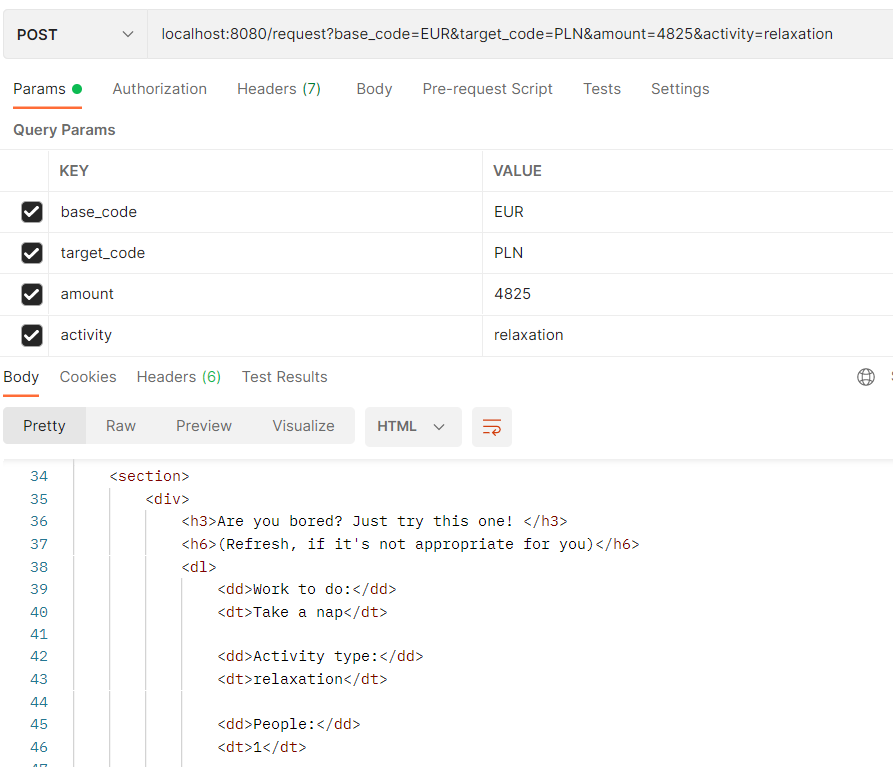 POST localhost:8080/request?base_code=EUR&target_code=PLN&amount=4825&activity=relaxation
Params Authorization Headers (7) Body Pre-request Script Tests Settings
Query Params
KEY VALUE
base_code EUR
target_code PLN
amount 4825
activity relaxation
Body Cookies Headers (6) Test Results
Pretty Raw Preview Visualize HTML
34 <section>
35 <div>
36 <h3>Are you bored? Just try this one! </h3>
37 <h6>(Refresh, if it's not appropriate for you)</h6>
38 <dl>
39 <dd>Work to do:</dd>
40 <dt>Take a nap</dt>
41
42 <dd>Activity type:</dd>
43 <dt>relaxation</dt>
44
45 <dd>People:</dd>
46 <dt>1</dt>